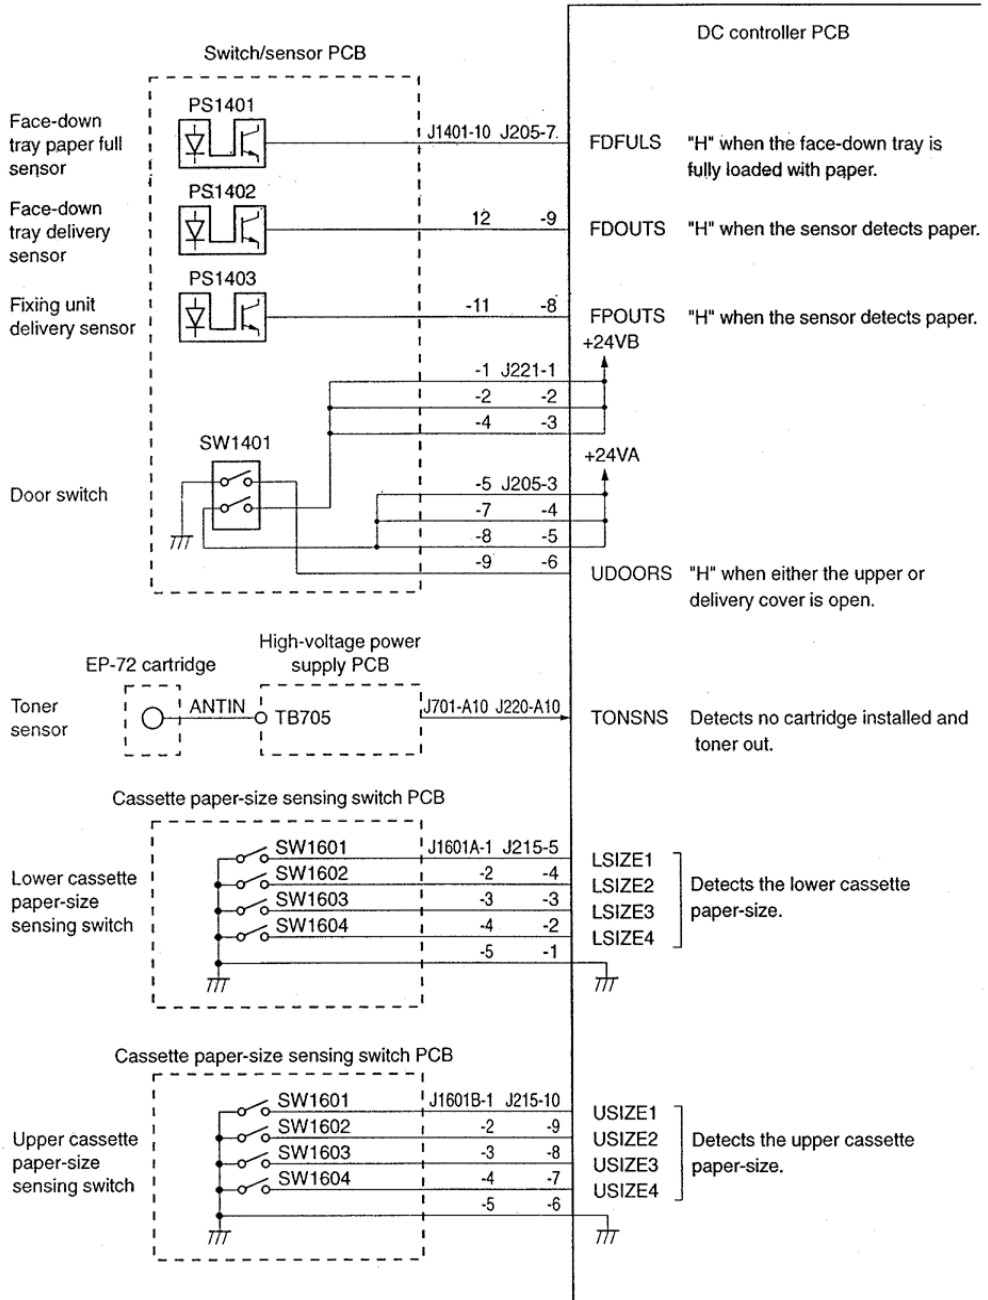 DC controller PCB
Switch/sensor PCB
PS1401
Face-down
tray paper full
sensor
J1401-10 J205-7
FDFULS "H" when the face-down tray is
fully loaded with paper.
PS1402
Face-down
tray delivery
sensor
12 -9
FDOUTS "H" when the sensor detects paper.
PS1403
Fixing unit
delivery sensor
-11 -8
FPOUTS "H" when the sensor detects paper.
+24VB
-1 J221-1
-2 -2
-4 -3
SW1401
+24VA
Door switch
-5 J205-3
-7 -4
-8 -5
-9 -6
UDOORS "H" when either the upper or
delivery cover is open.
High-voltage power
supply PCB
EP-72 cartridge
Toner
sensor
ANTIN
TB705
J701-A10 J220-A10
TONSNS Detects no cartridge installed and
toner out.
Cassette paper-size sensing switch PCB
Lower cassette
paper-size
sensing switch
SW1601 J1601A-1 J215-5 LSIZE1
SW1602 -2 -4 LSIZE2
SW1603 -3 -3 LSIZE3
SW1604 -4 -2 LSIZE4
-5 -1
Detects the lower cassette
paper-size.
Cassette paper-size sensing switch PCB
Upper cassette
paper-size
sensing switch
SW1601 J1601B-1 J215-10 USIZE1
SW1602 -2 -9 USIZE2
SW1603 -3 -8 USIZE3
SW1604 -4 -7 USIZE4
-5 -6
Detects the upper cassette
paper-size.